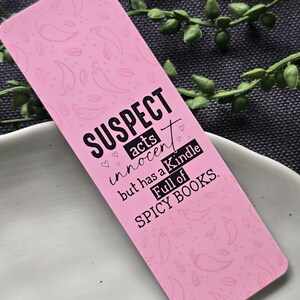 SUSPECT
acts
innocent
but has a Kindle
Full of
SPICY BOOKS.